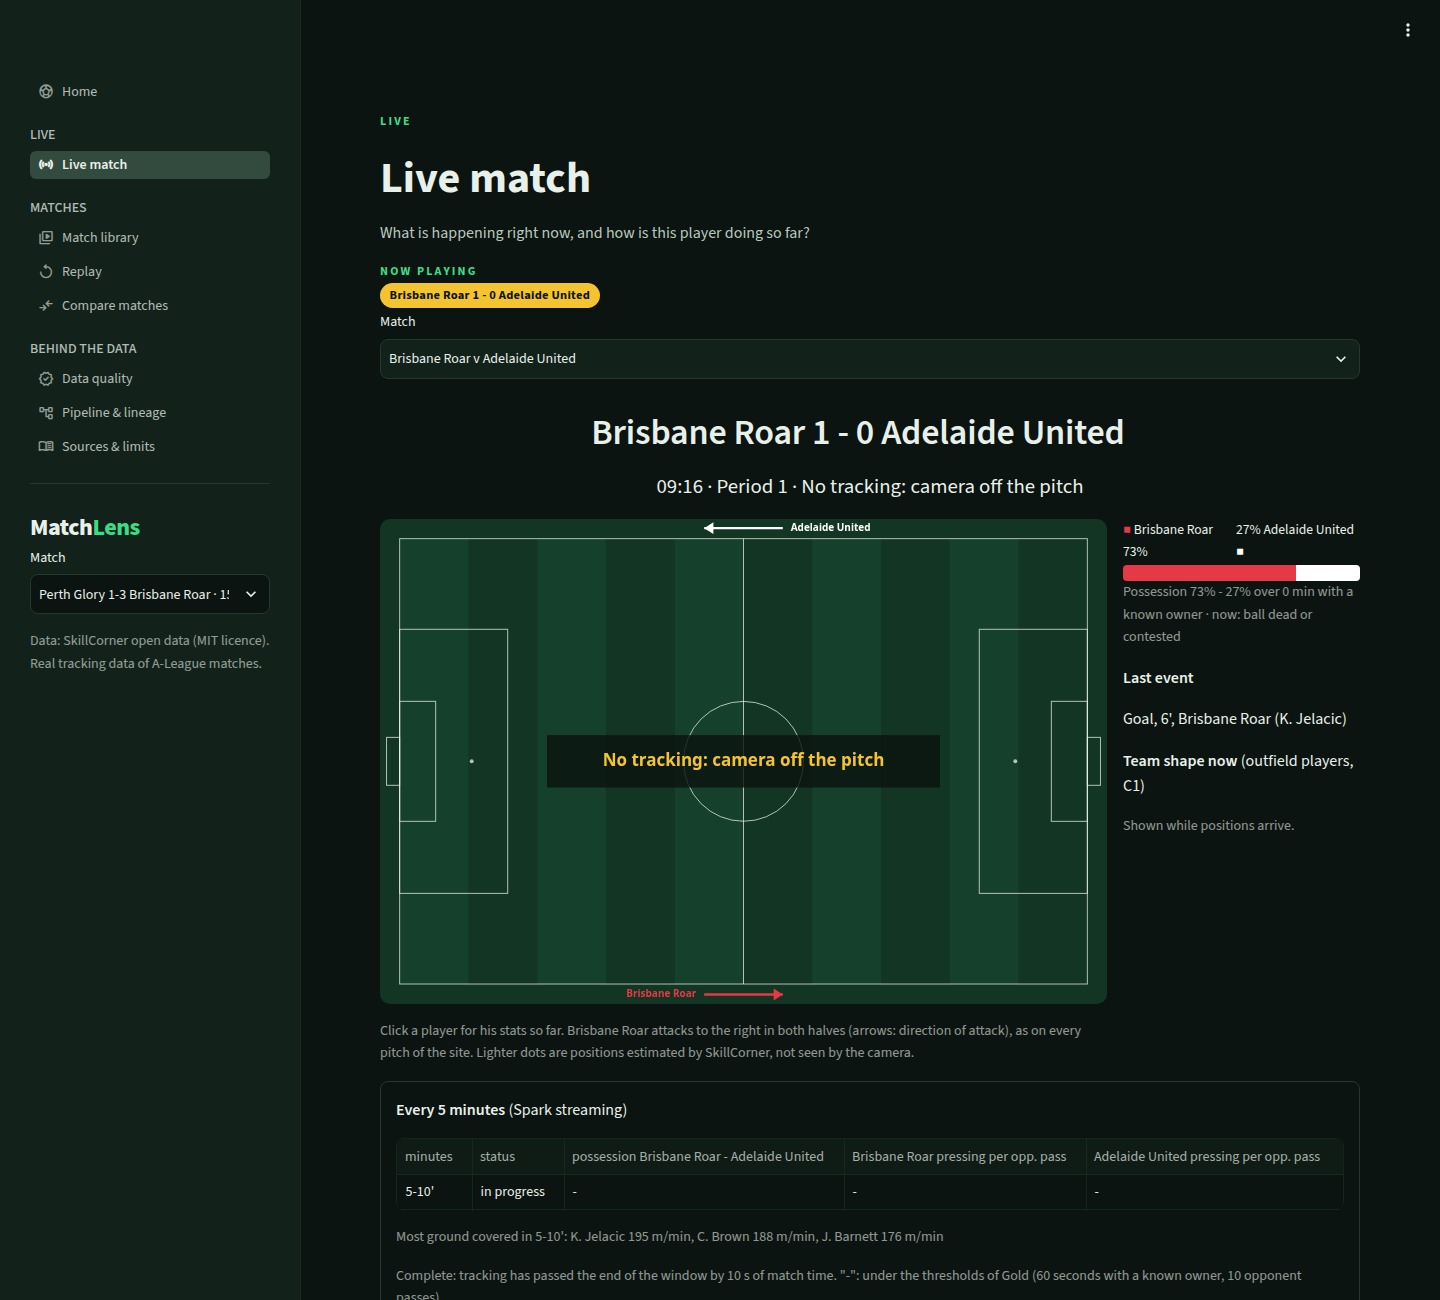 Home
LIVE
Live match
MATCHES
Match library
Replay
Compare matches
BEHIND THE DATA
Data quality
Pipeline & lineage
Sources & limits
MatchLens
Match
Perth Glory 1-3 Brisbane Roar ·
Data: SkillCorner open data (MIT licence).
Real tracking data of A-League matches.
LIVE
Live match
What is happening right now, and how is this player doing so far?
NOW PLAYING
Brisbane Roar 1 - 0 Adelaide United
Match
Brisbane Roar v Adelaide United
Brisbane Roar 1 - 0 Adelaide United
09:16 · Period 1 · No tracking: camera off the pitch
Adelaide United
No tracking: camera off the pitch
Brisbane Roar
■ Brisbane Roar 73%
27% Adelaide United ■
Possession 73% - 27% over 0 min with a
known owner · now: ball dead or
contested
Last event
Goal, 6', Brisbane Roar (K. Jelacic)
Team shape now (outfield players,
C1)
Shown while positions arrive.
Click a player for his stats so far. Brisbane Roar attacks to the right in both halves (arrows: direction of attack), as on every
pitch of the site. Lighter dots are positions estimated by SkillCorner, not seen by the camera.
Every 5 minutes (Spark streaming)
minutes status possession Brisbane Roar - Adelaide United Brisbane Roar pressing per opp. pass Adelaide United pressing per opp. pass
5-10' in progress - - -
Most ground covered in 5-10': K. Jelacic 195 m/min, C. Brown 188 m/min, J. Barnett 176 m/min
Complete: tracking has passed the end of the window by 10 s of match time. "-": under the thresholds of Gold (60 seconds with a known owner, 10 opponent
passes)